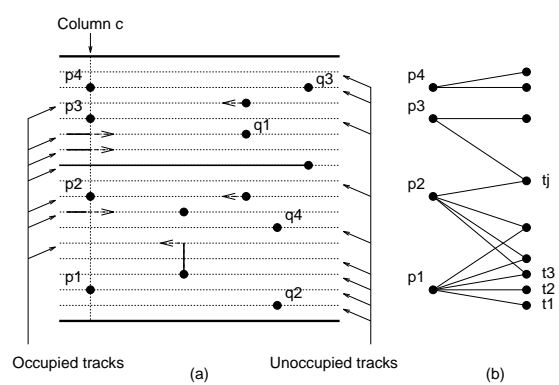 Column c
p4
q3
p3
q1
p2
q4
p1
q2
Occupied tracks
(a)
Unoccupied tracks
p4
p3
tj
p2
p1
t3
t2
t1
(b)